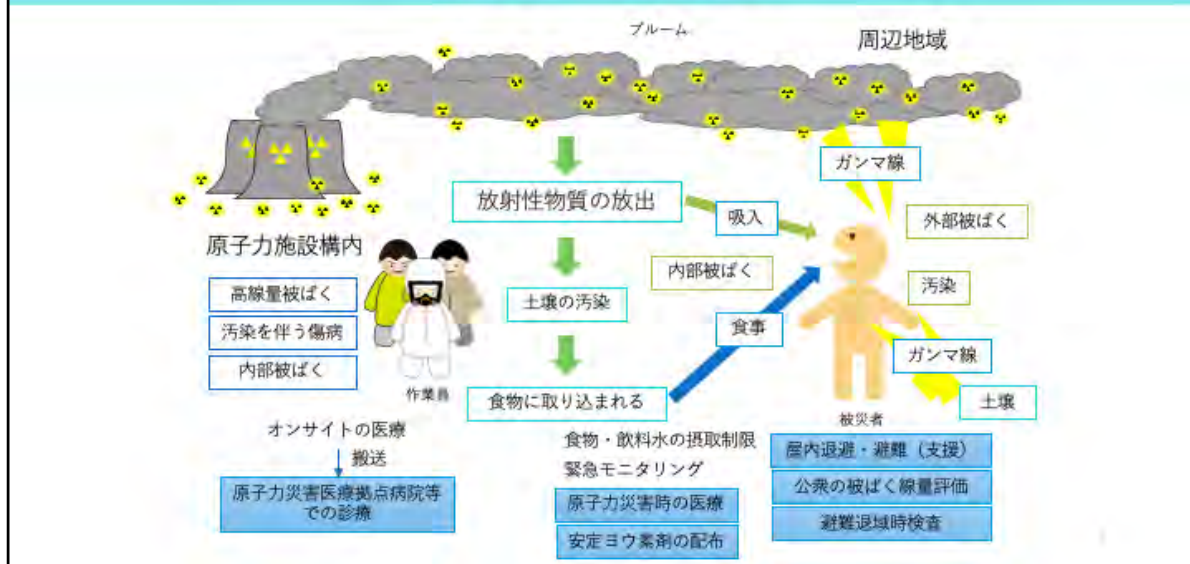 プルーム
周辺地域
ガンマ線
放射性物質の放出
吸入
外部被ばく
原子力施設構内
内部被ばく
高線量被ばく
汚染
土壌の汚染
汚染を伴う傷病
食事
ガンマ線
内部被ばく
作業員
食物に取り込まれる
土壌
被災者
オンサイトの医療
搬送
原子力災害医療拠点病院等
での診療
食物・飲料水の摂取制限
緊急モニタリング
原子力災害時の医療
安定ヨウ素剤の配布
屋内退避・避難（支援）
公衆の被ばく線量評価
避難退域時検査